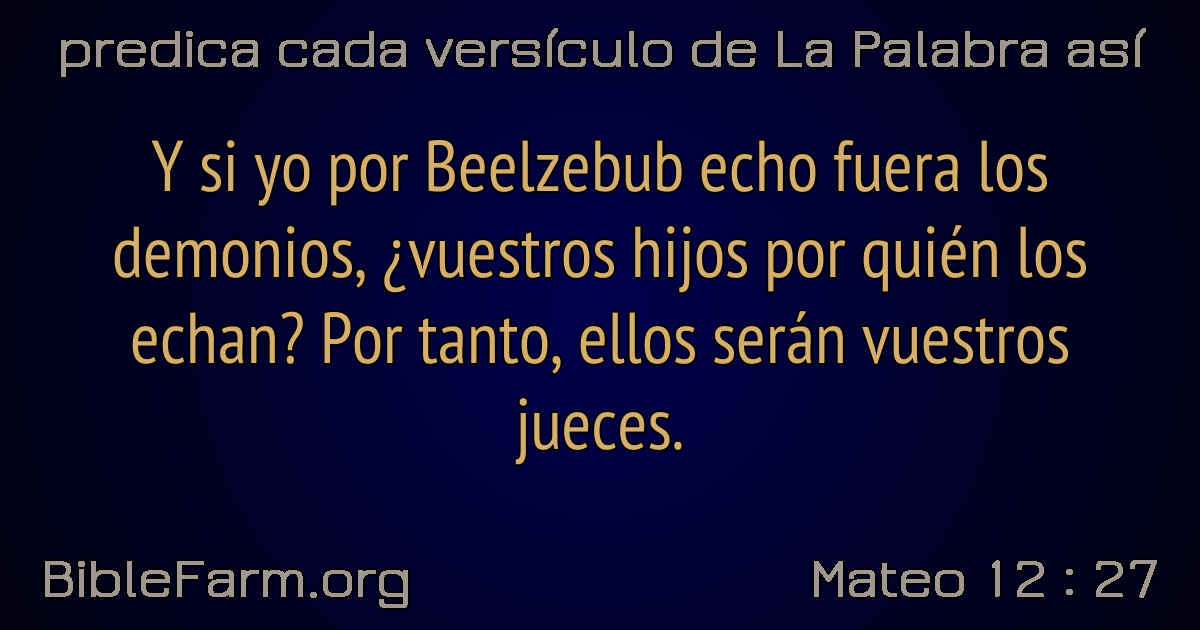 predica cada versículo de La Palabra así
Y si yo por Beelzebub echo fuera los
demonios, ¿vuestros hijos por quién los
echan? Por tanto, ellos serán vuestros
jueces.
BibleFarm.org
Mateo 12 : 27